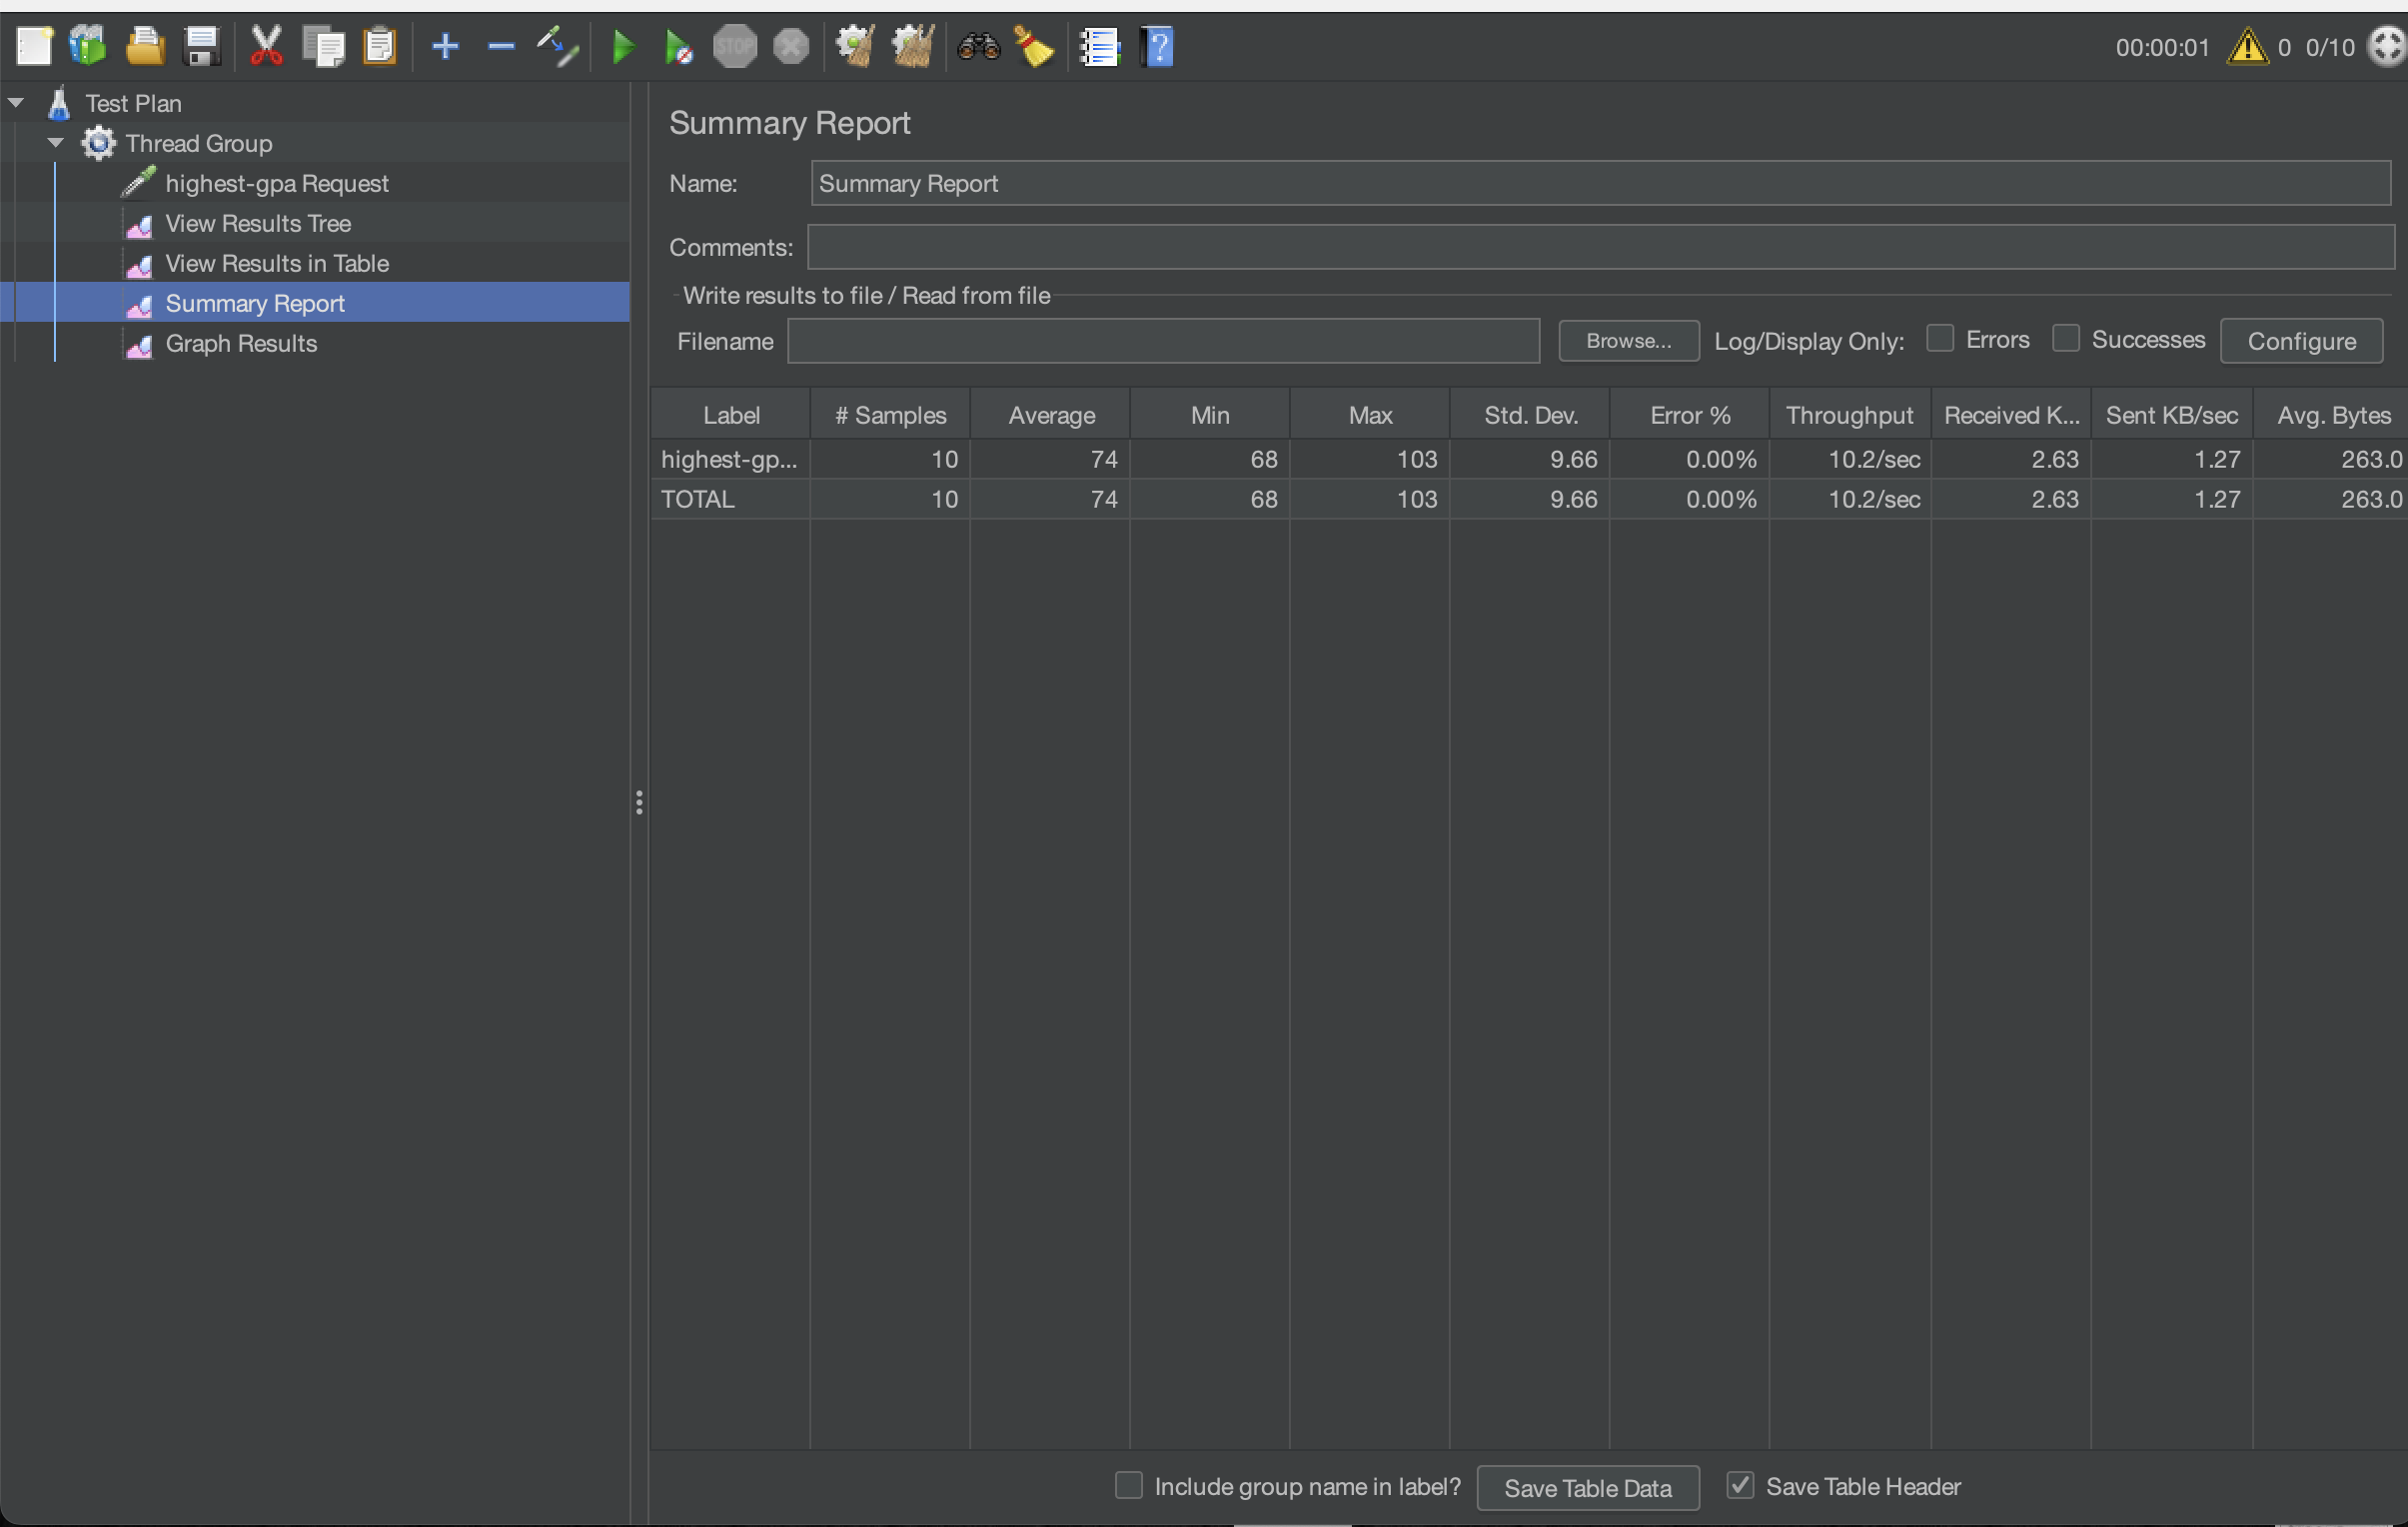 STOP
00:00:01 0 0/10
Test Plan
Thread Group
highest-gpa Request
View Results Tree
View Results in Table
Summary Report
Graph Results
Summary Report
Name: Summary Report
Comments:
Write results to file / Read from file
Filename Browse... Log/Display Only: Errors Successes Configure
Label # Samples Average Min Max Std. Dev. Error % Throughput Received K... Sent KB/sec Avg. Bytes
highest-gp... 10 74 68 103 9.66 0.00% 10.2/sec 2.63 1.27 263.0
TOTAL 10 74 68 103 9.66 0.00% 10.2/sec 2.63 1.27 263.0
Include group name in label? Save Table Data Save Table Header